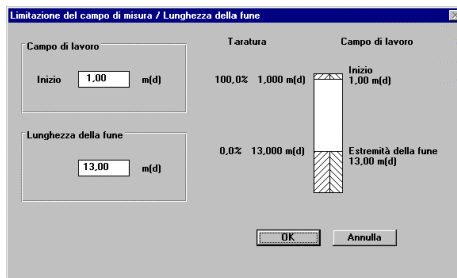 Limitazione del campo di misura / Lunghezza della fune
Campo di lavoro
Inizio 1,00 m(d)
Lunghezza della fune
13,00 m(d)
Taratura Campo di lavoro
100,0% 1,000 m(d) Inizio
1,00 m(d)
0,0% 13,000 m(d) Estremità della fune
13,00 m(d)
OK Annulla